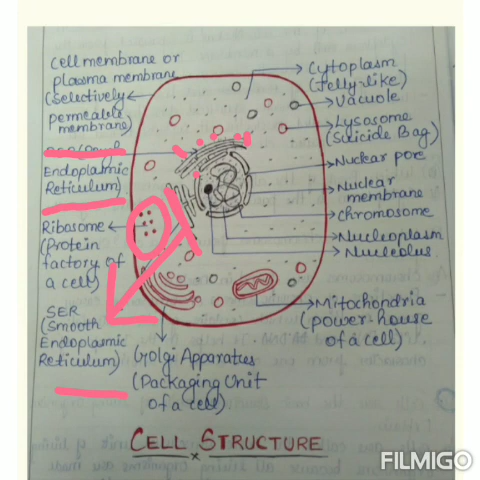 cell membrane or
plasma membrane
(selectively
permeable
membrane)
Endoplasmic
Reticulum)
Ribosome
(Protein
factory of
a cell)
SER
(Smooth
Endoplasmic
Reticulum)
Golgi Apparatus
(Packaging Unit
of a cell)
Cytoplasm
(Jelly-like)
Vacuole
Lysosome
(Suicide Bag)
Nuclear pore
Nuclear
membrane
chromosome
Nucleoplasm
Nucleolus
Mitochondria
(power-house
of a cell)
CELL STRUCTURE
FILMIGO